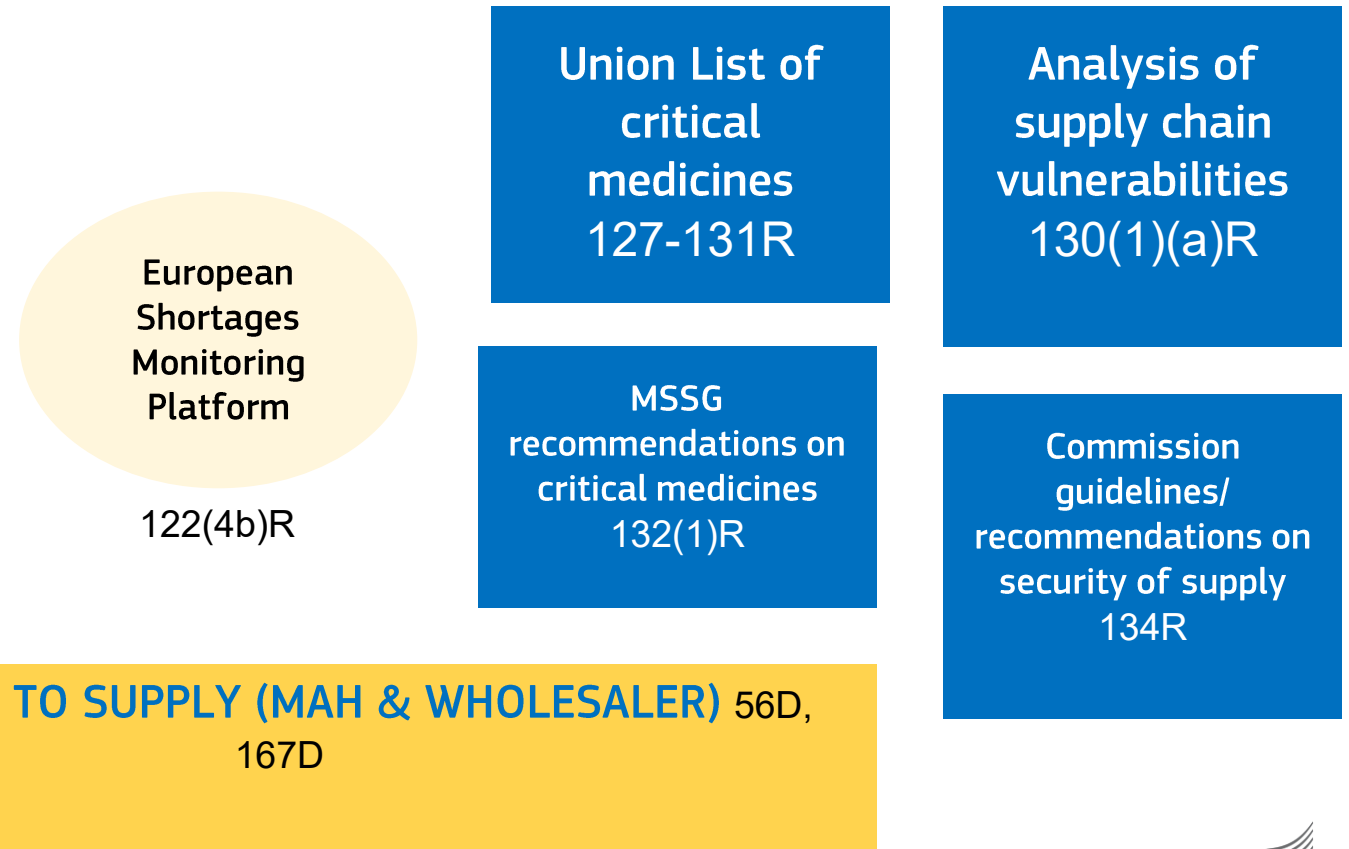 Union List of
critical
medicines
127-131R
Analysis of
supply chain
vulnerabilities
130(1)(a)R
European
Shortages
Monitoring
Platform
122(4b)R
MSSG
recommendations on
critical medicines
132(1)R
Commission
guidelines/
recommendations on
security of supply
134R
TO SUPPLY (MAH & WHOLESALER) 56D,
167D